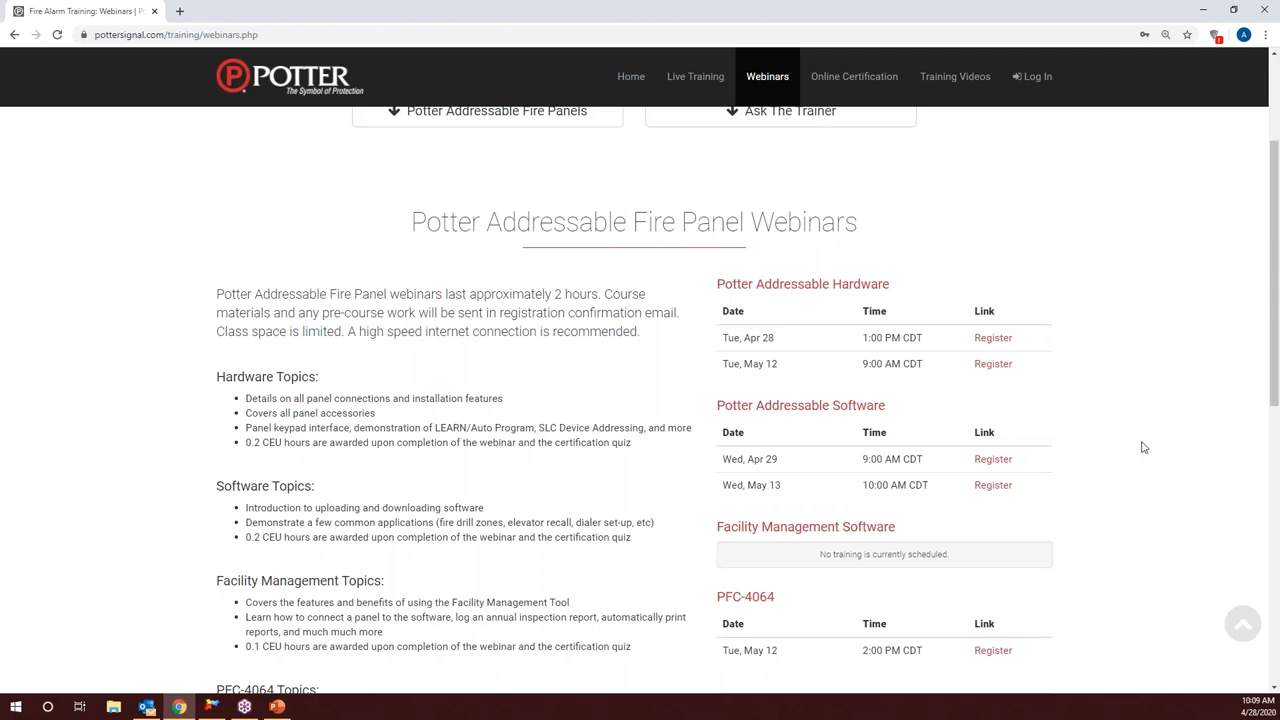 Fire Alarm Training: Webinars | P
pottersignal.com/training/webinars.php
A
POTTER
The Symbol of Protection
Home
Live Training
Webinars
Online Certification
Training Videos
Log In
Potter Addressable Fire Panels
Ask The Trainer
Potter Addressable Fire Panel Webinars
Potter Addressable Fire Panel webinars last approximately 2 hours. Course
materials and any pre-course work will be sent in registration confirmation email.
Class space is limited. A high speed internet connection is recommended.
Hardware Topics:
Details on all panel connections and installation features
Covers all panel accessories
Panel keypad interface, demonstration of LEARN/Auto Program, SLC Device Addressing, and more
0.2 CEU hours are awarded upon completion of the webinar and the certification quiz
Software Topics:
Introduction to uploading and downloading software
Demonstrate a few common applications (fire drill zones, elevator recall, dialer set-up, etc)
0.2 CEU hours are awarded upon completion of the webinar and the certification quiz
Facility Management Topics:
Covers the features and benefits of using the Facility Management Tool
Learn how to connect a panel to the software, log an annual inspection report, automatically print
reports, and much much more
0.1 CEU hours are awarded upon completion of the webinar and the certification quiz
PFC-4064 Topics:
Potter Addressable Hardware
Date Time Link
Tue, Apr 28 1:00 PM CDT Register
Tue, May 12 9:00 AM CDT Register
Potter Addressable Software
Date Time Link
Wed, Apr 29 9:00 AM CDT Register
Wed, May 13 10:00 AM CDT Register
Facility Management Software
No training is currently scheduled.
PFC-4064
Date Time Link
Tue, May 12 2:00 PM CDT Register
10:09 AM
4/28/2020